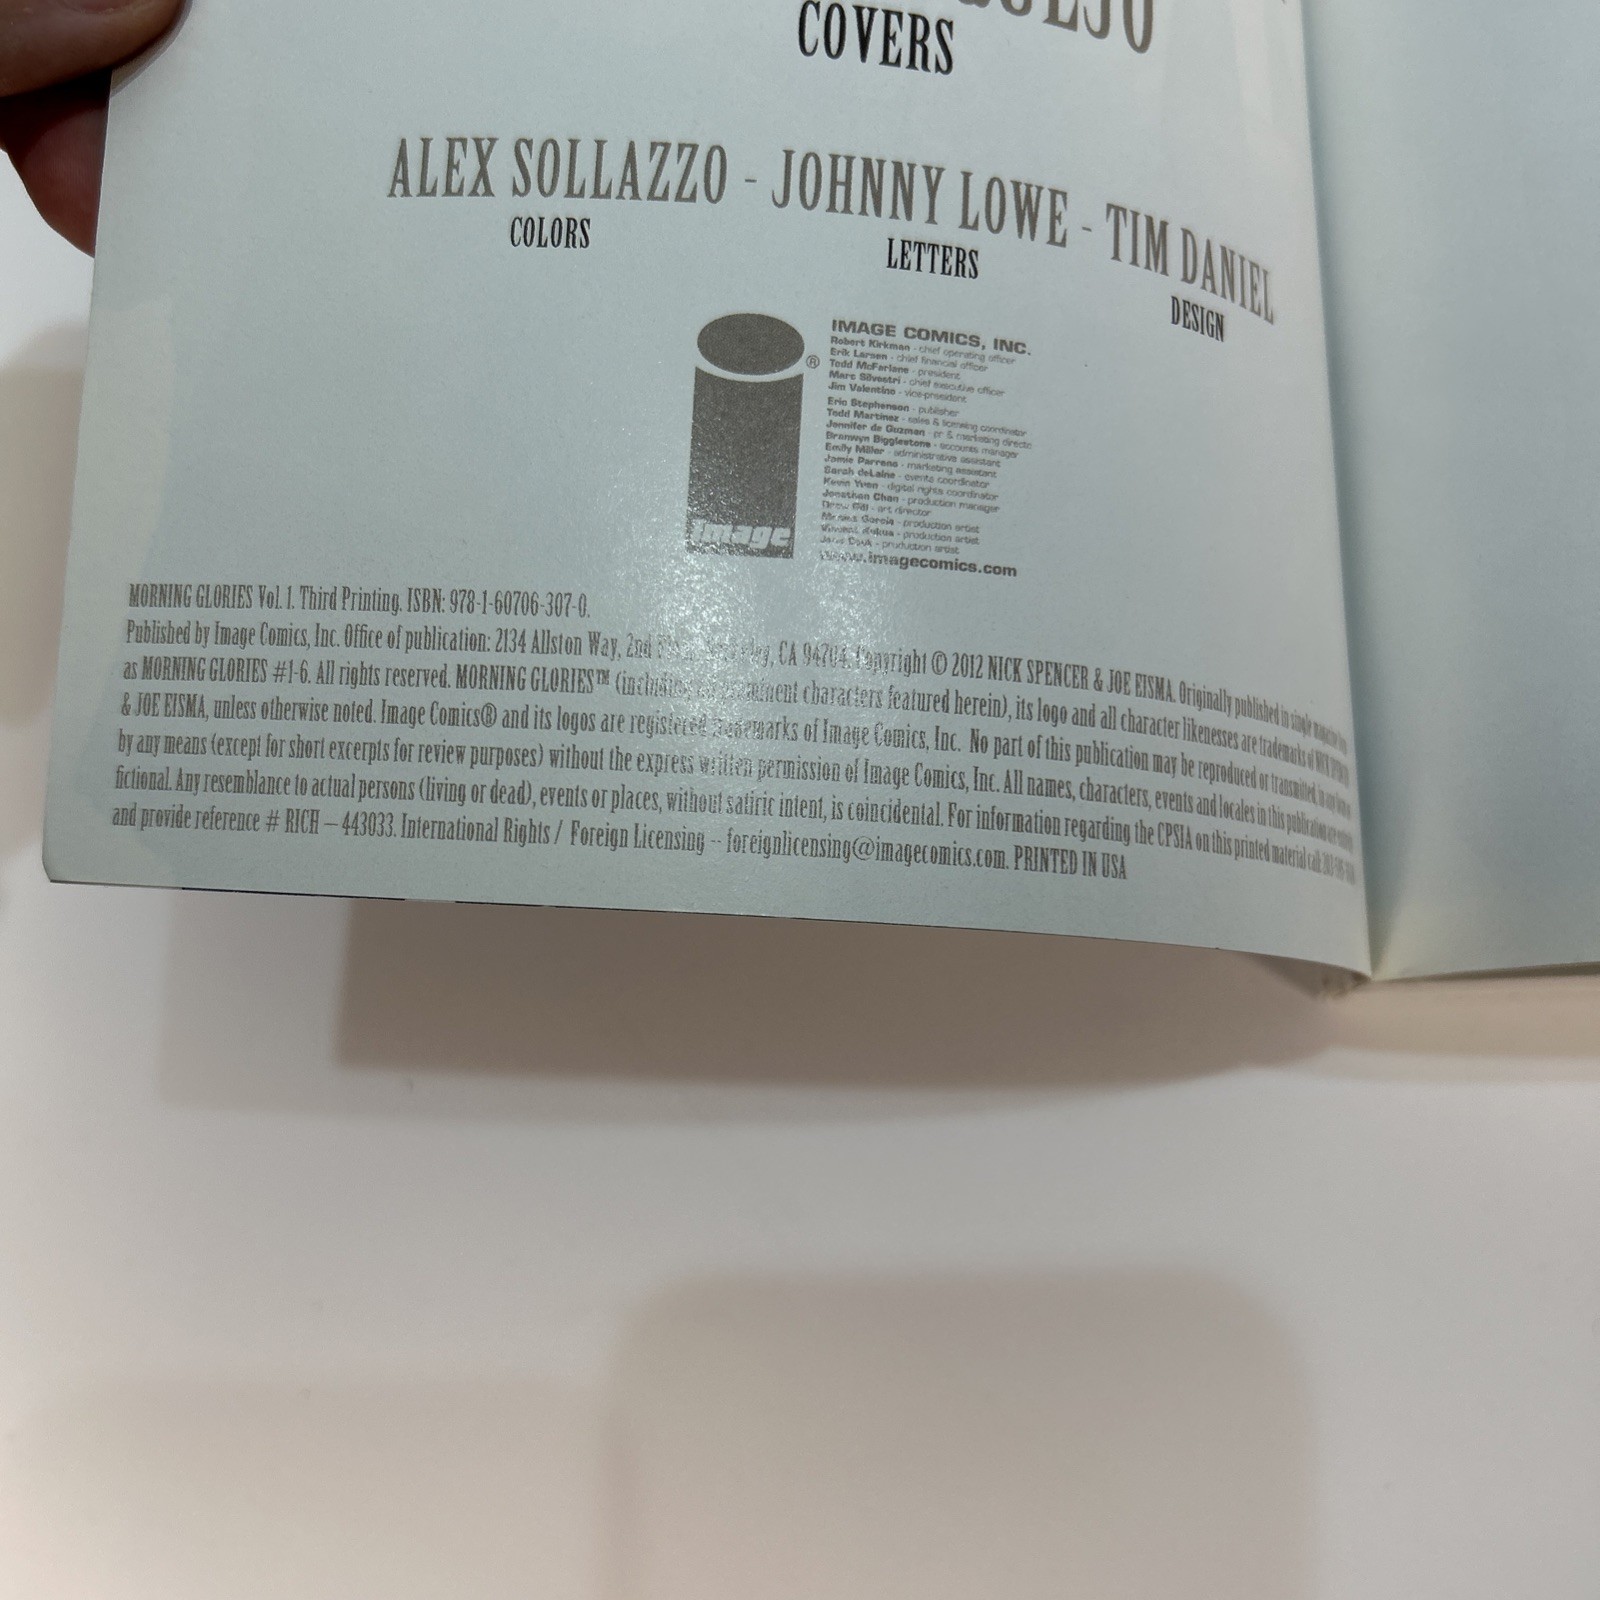 COVERS
ALEX SOLLAZZO - JOHNNY LOWE - TIM DANIEL
COLORS
LETTERS
DESIGN
IMAGE COMICS, INC.
Robert Kirkman - chief operating officer
Erik Larsen - chief financial officer
Todd McFarlane - president
Marc Silvestri - chief executive officer
Jim Valentino - vice-president
Eric Stephenson - publisher
Todd Martinez - sales & licensing coordinator
Jennifer de Guzman - pr & marketing director
Branwyn Bigglestone - accounts manager
Emily Miller - administrative assistant
Jamie Parreno - marketing assistant
Sarah deLaine - events coordinator
Kevin Yuen - digital rights coordinator
Jonathan Chan - production manager
Drew Gill - art director
Monica Garcia - production artist
Vincent Kukua - production artist
Jana Cook - production artist
www.imagecomics.com
®
image
MORNING GLORIES Vol. 1. Third Printing. ISBN: 978-1-60706-307-0.
Published by Image Comics, Inc. Office of publication: 2134 Allston Way, 2nd CA 94704. Copyright © 2012 NICK SPENCER & JOE EISMA. Originally published in single magazine form
as MORNING GLORIES #1-6. All rights reserved. MORNING GLORIES™ (including all prominent characters featured herein), its logo and all character likenesses are trademarks of NICK SPENCER
& JOE EISMA, unless otherwise noted. Image Comics® and its logos are registered trademarks of Image Comics, Inc. No part of this publication may be reproduced or transmitted, in any form or
by any means (except for short excerpts for review purposes) without the express written permission of Image Comics, Inc. All names, characters, events and locales in this publication are entirely
fictional. Any resemblance to actual persons (living or dead), events or places, without satiric intent, is coincidental. For information regarding the CPSIA on this printed material call:
and provide reference # RICH – 443033. International Rights / Foreign Licensing -- foreignlicensing@imagecomics.com. PRINTED IN USA